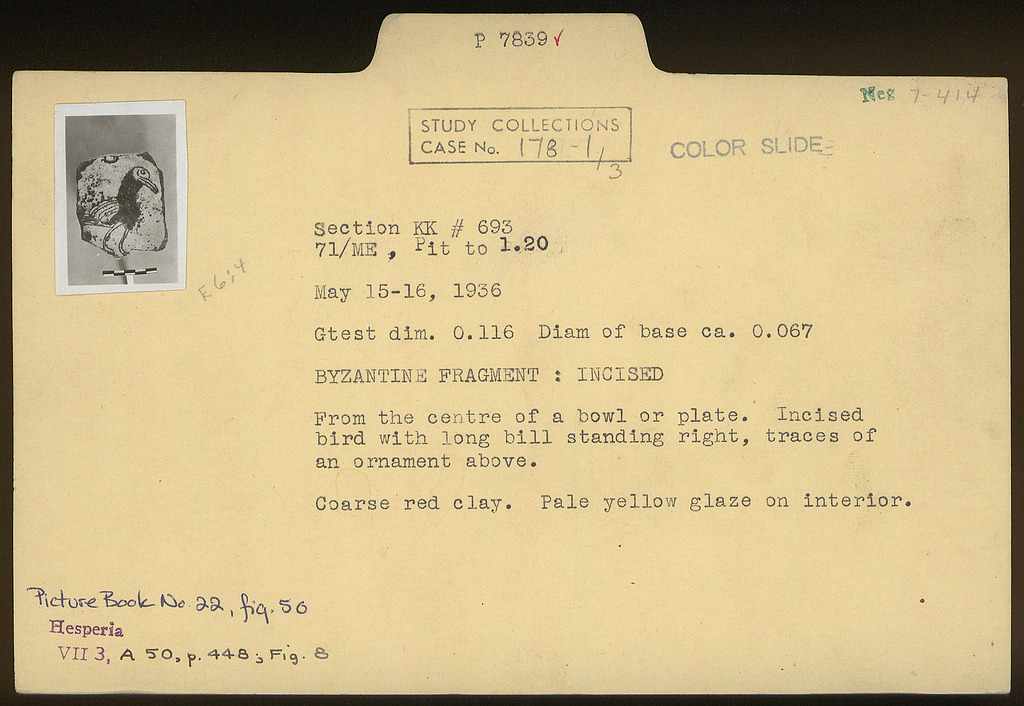 P 7839✓
Neg 7-414
STUDY COLLECTIONS
CASE No. 178-1/3
COLOR SLIDE
E6:4
Section KK # 693
71/ME , Pit to 1.20
May 15-16, 1936
Gtest dim. 0.116 Diam of base ca. 0.067
BYZANTINE FRAGMENT : INCISED
From the centre of a bowl or plate. Incised
bird with long bill standing right, traces of
an ornament above.
Coarse red clay. Pale yellow glaze on interior.
Picture Book No. 22, fig. 50
Hesperia
VII 3, A 50, p. 448; Fig. 8